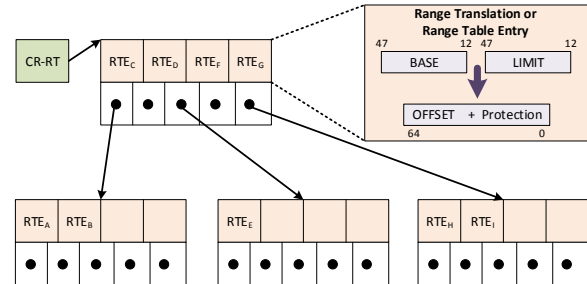 Range Translation or
Range Table Entry
47 12 47 12
BASE LIMIT
OFFSET + Protection
64 0
CR-RT
RTE_C RTE_D RTE_F RTE_G
RTE_A RTE_B
RTE_E
RTE_H RTE_I